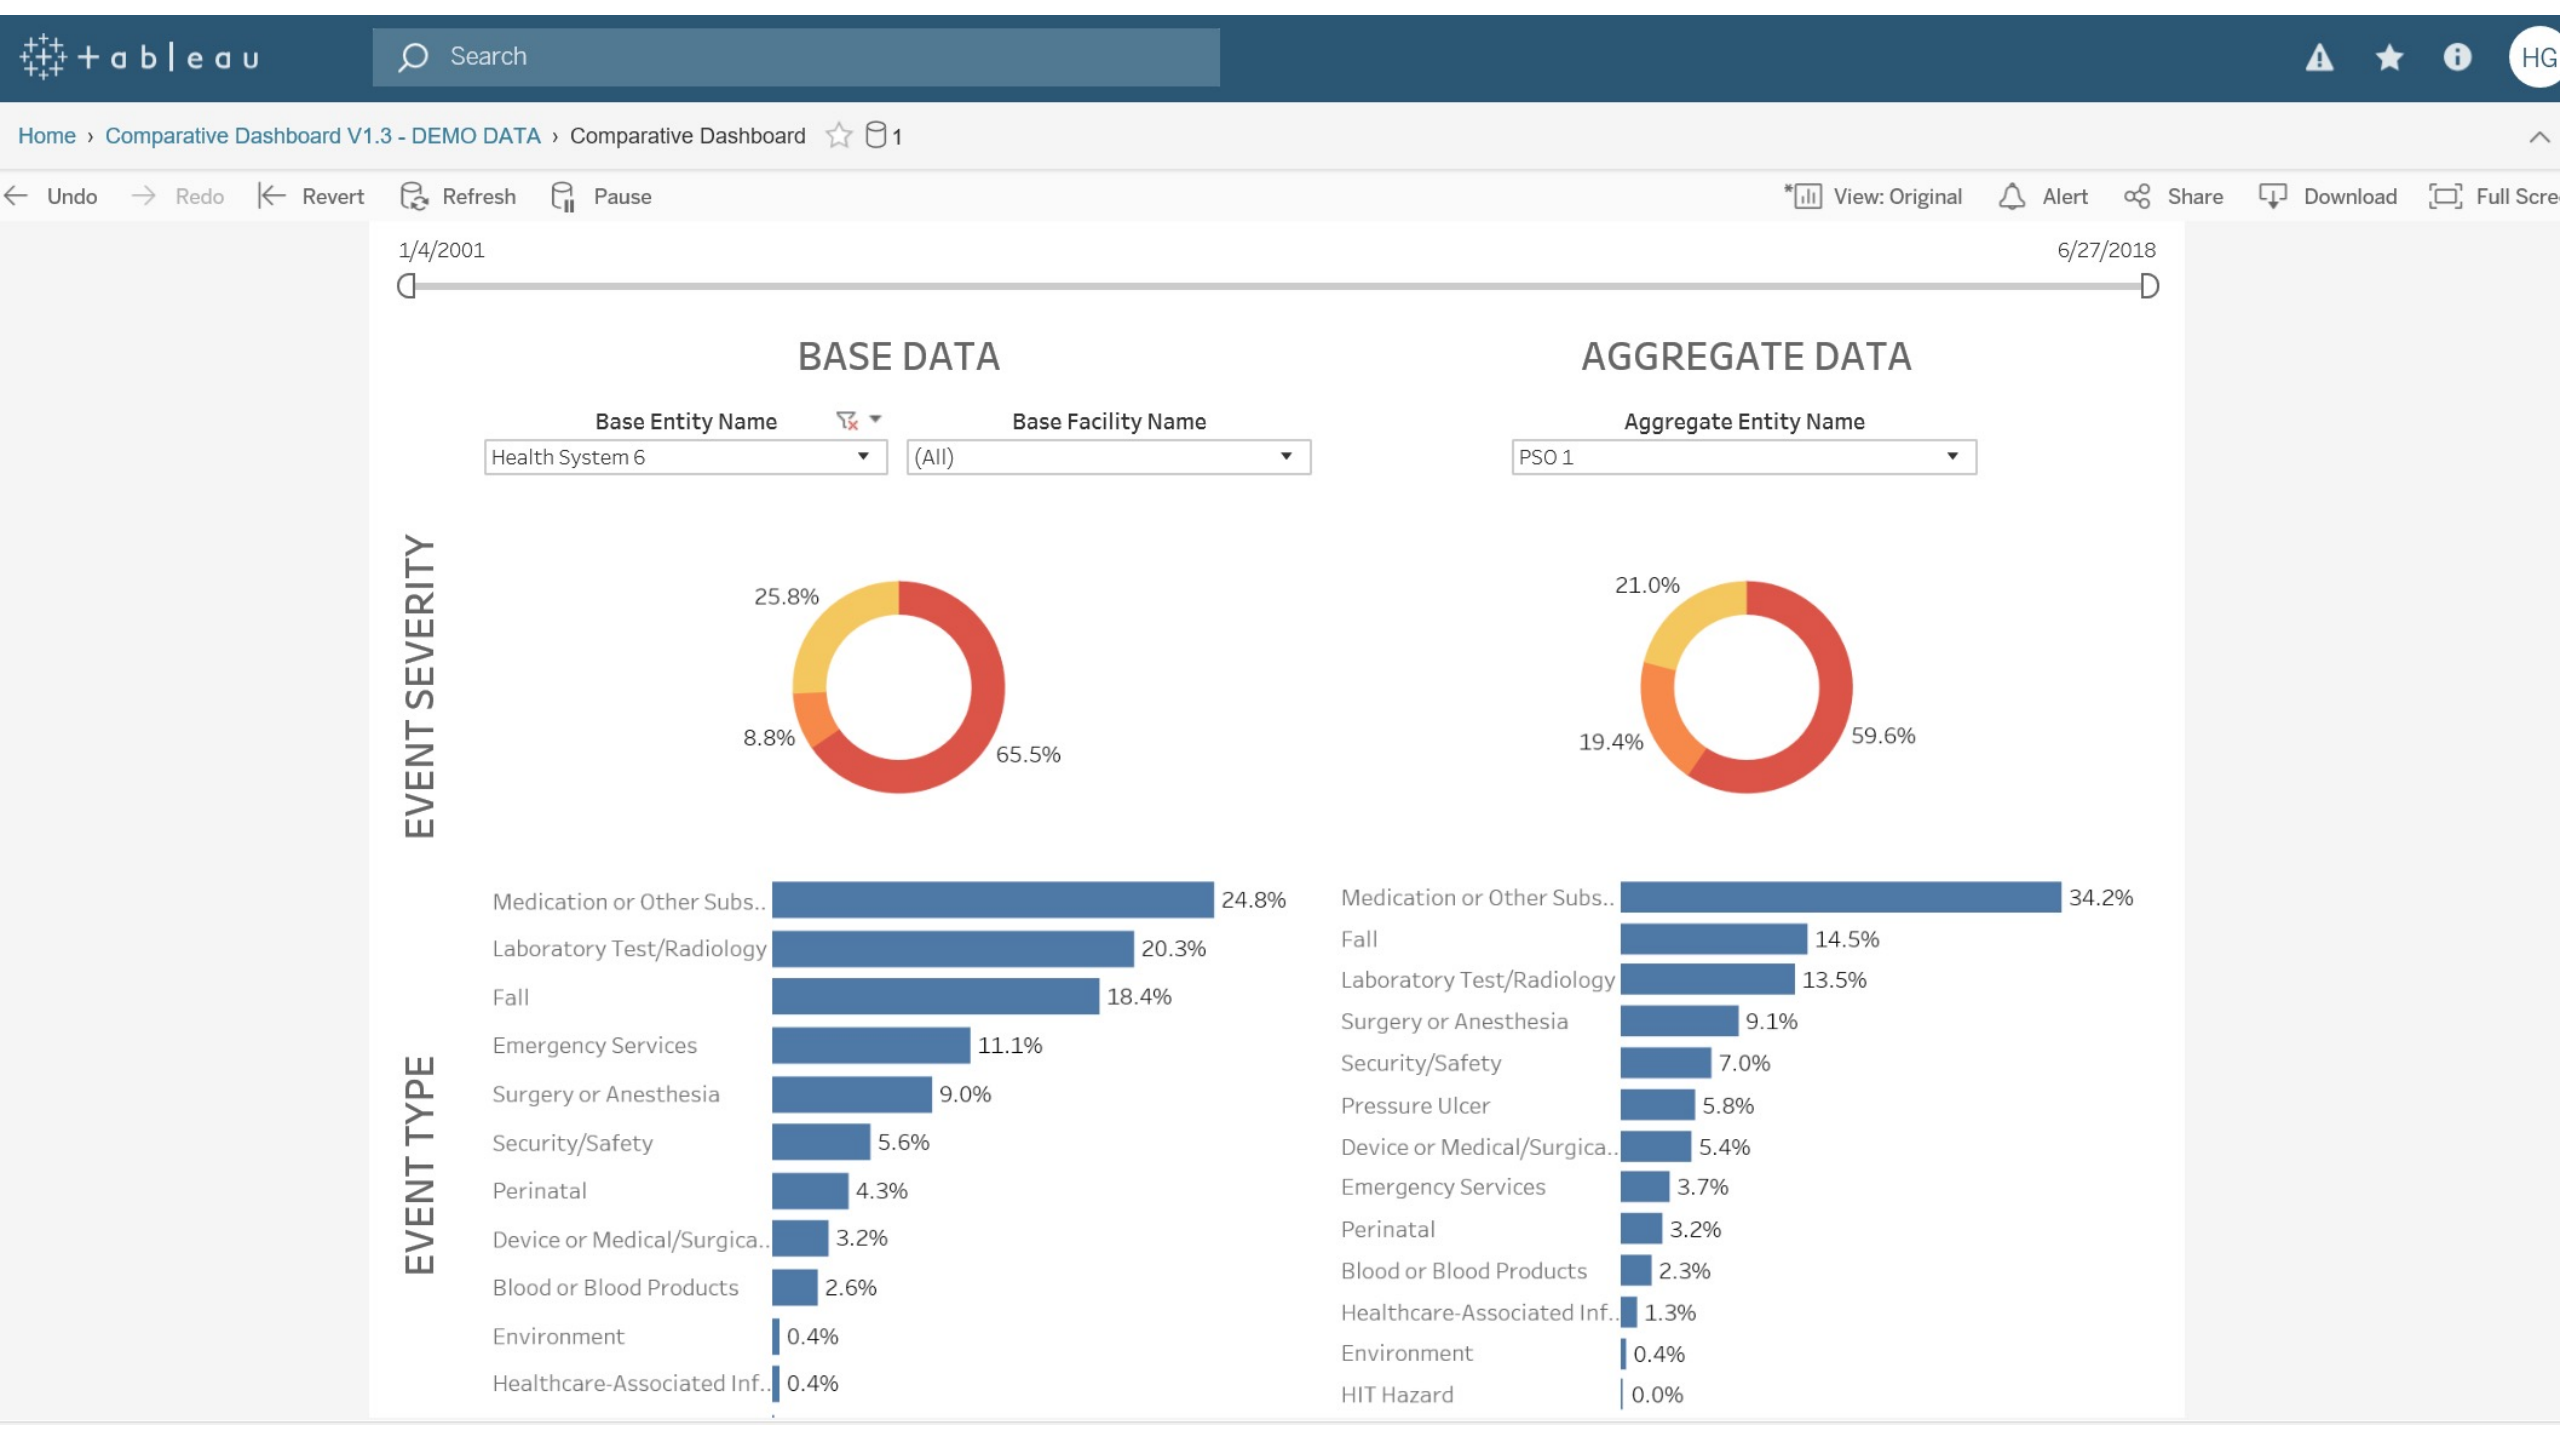 +ableau
Search
HG
Home › Comparative Dashboard V1.3 - DEMO DATA › Comparative Dashboard 1
Undo Redo Revert Refresh Pause View: Original Alert Share Download Full Scre
1/4/2001 6/27/2018
BASE DATA
Base Entity Name Base Facility Name
Health System 6 (All)
AGGREGATE DATA
Aggregate Entity Name
PSO 1
EVENT SEVERITY
25.8%
8.8%
65.5%
21.0%
19.4%
59.6%
EVENT TYPE
Medication or Other Subs.. 24.8%
Laboratory Test/Radiology 20.3%
Fall 18.4%
Emergency Services 11.1%
Surgery or Anesthesia 9.0%
Security/Safety 5.6%
Perinatal 4.3%
Device or Medical/Surgica.. 3.2%
Blood or Blood Products 2.6%
Environment 0.4%
Healthcare-Associated Inf.. 0.4%
Medication or Other Subs.. 34.2%
Fall 14.5%
Laboratory Test/Radiology 13.5%
Surgery or Anesthesia 9.1%
Security/Safety 7.0%
Pressure Ulcer 5.8%
Device or Medical/Surgica.. 5.4%
Emergency Services 3.7%
Perinatal 3.2%
Blood or Blood Products 2.3%
Healthcare-Associated Inf.. 1.3%
Environment 0.4%
HIT Hazard 0.0%